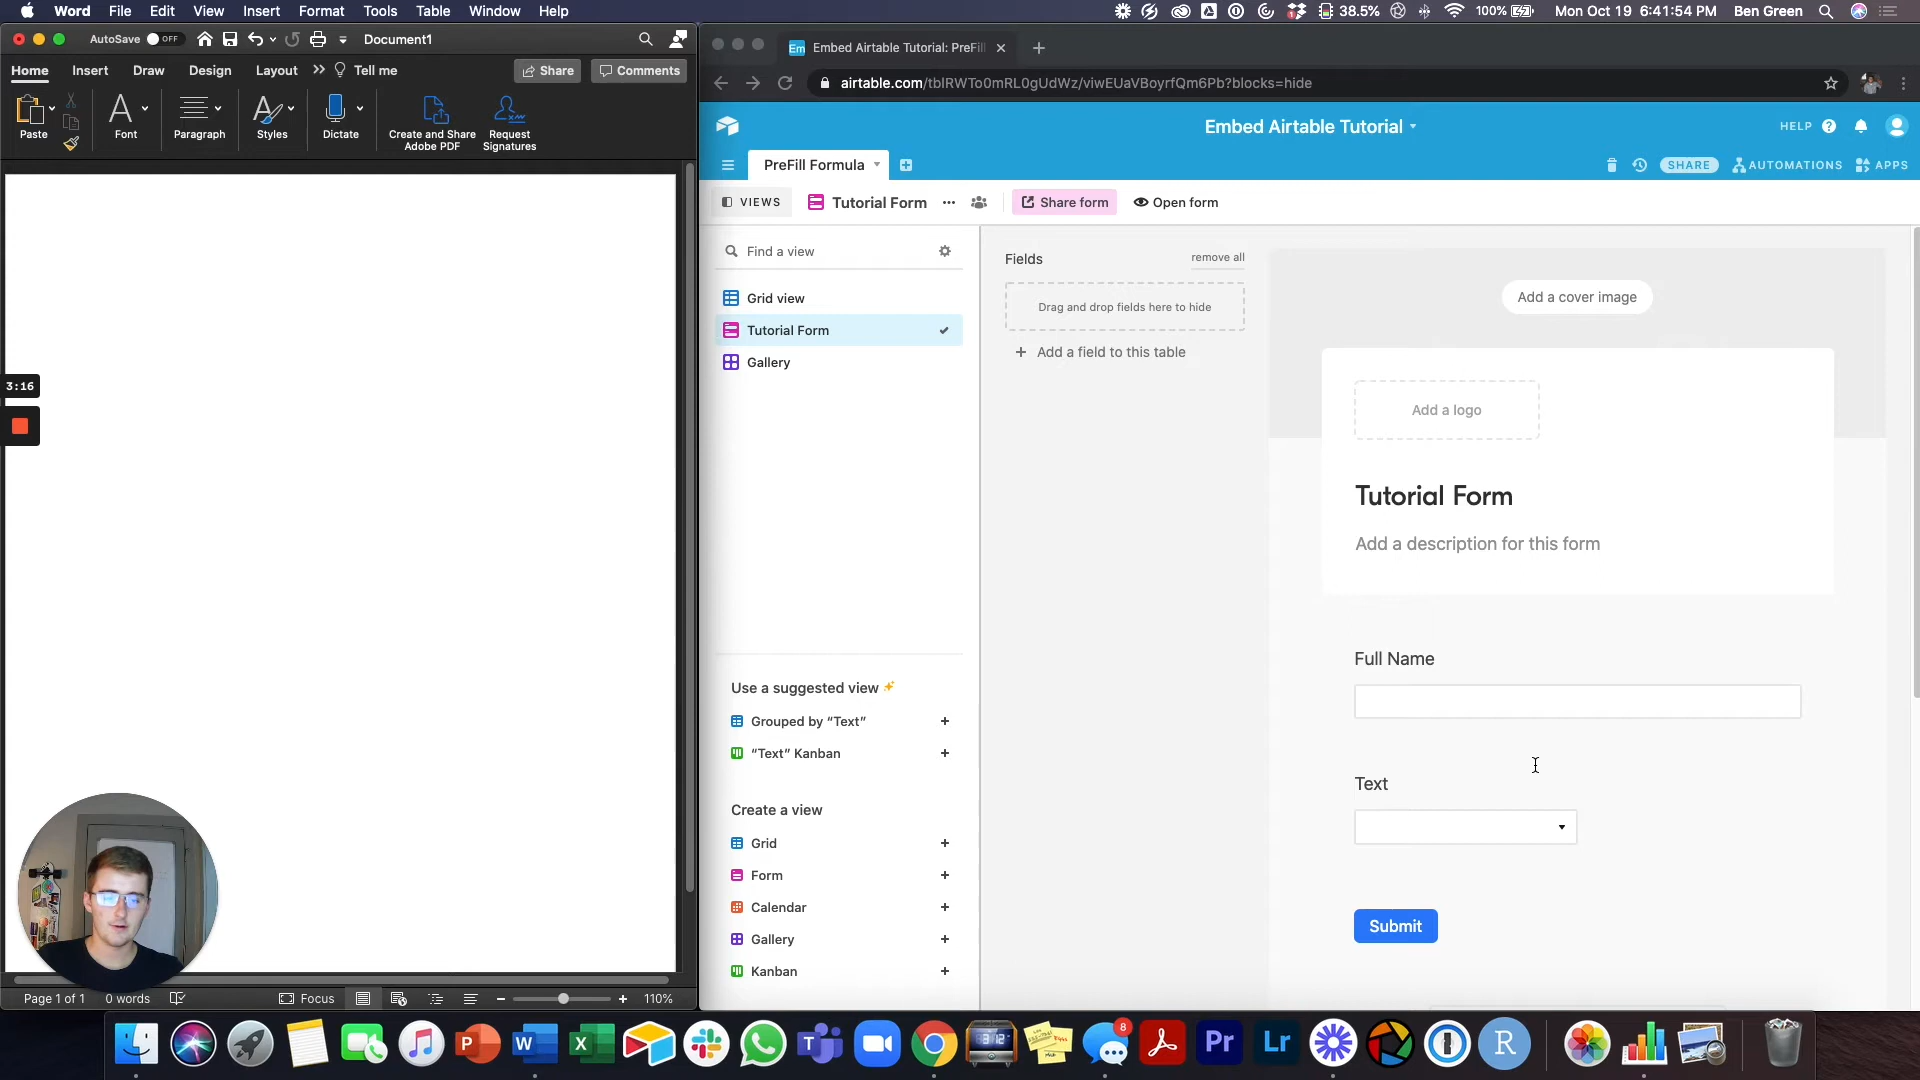 Word File Edit View Insert Format Tools Table Window Help
38.5% 100% Mon Oct 19 6:41:54 PM Ben Green
AutoSave OFF Document1
Home Insert Draw Design Layout Tell me Share Comments
Paste Font Paragraph Styles Dictate Create and Share Adobe PDF Request Signatures
3:16
Page 1 of 1 0 words Focus 110%
Embed Airtable Tutorial: PreFill
airtable.com/tblRWTo0mRL0gUdWz/viwEUaVBoyrfQm6Pb?blocks=hide
Embed Airtable Tutorial
HELP
PreFill Formula
SHARE AUTOMATIONS APPS
VIEWS Tutorial Form Share form Open form
Find a view
Grid view
Tutorial Form
Gallery
Use a suggested view
Grouped by “Text”
“Text” Kanban
Create a view
Grid
Form
Calendar
Gallery
Kanban
Fields remove all
Drag and drop fields here to hide
+ Add a field to this table
Add a cover image
Add a logo
Tutorial Form
Add a description for this form
Full Name
Text
Submit
P W X T 8 Pr Lr R